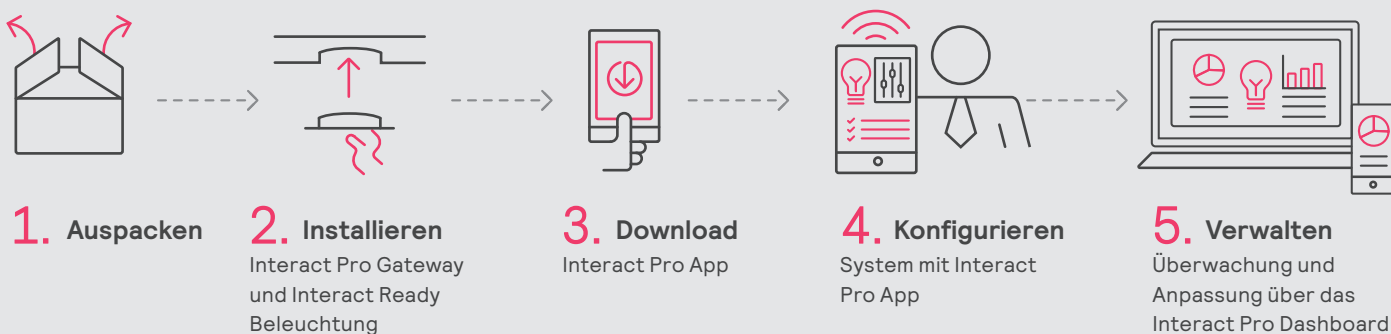 1. Auspacken
2. Installieren
Interact Pro Gateway
und Interact Ready
Beleuchtung
3. Download
Interact Pro App
4. Konfigurieren
System mit Interact
Pro App
5. Verwalten
Überwachung und
Anpassung über das
Interact Pro Dashboard